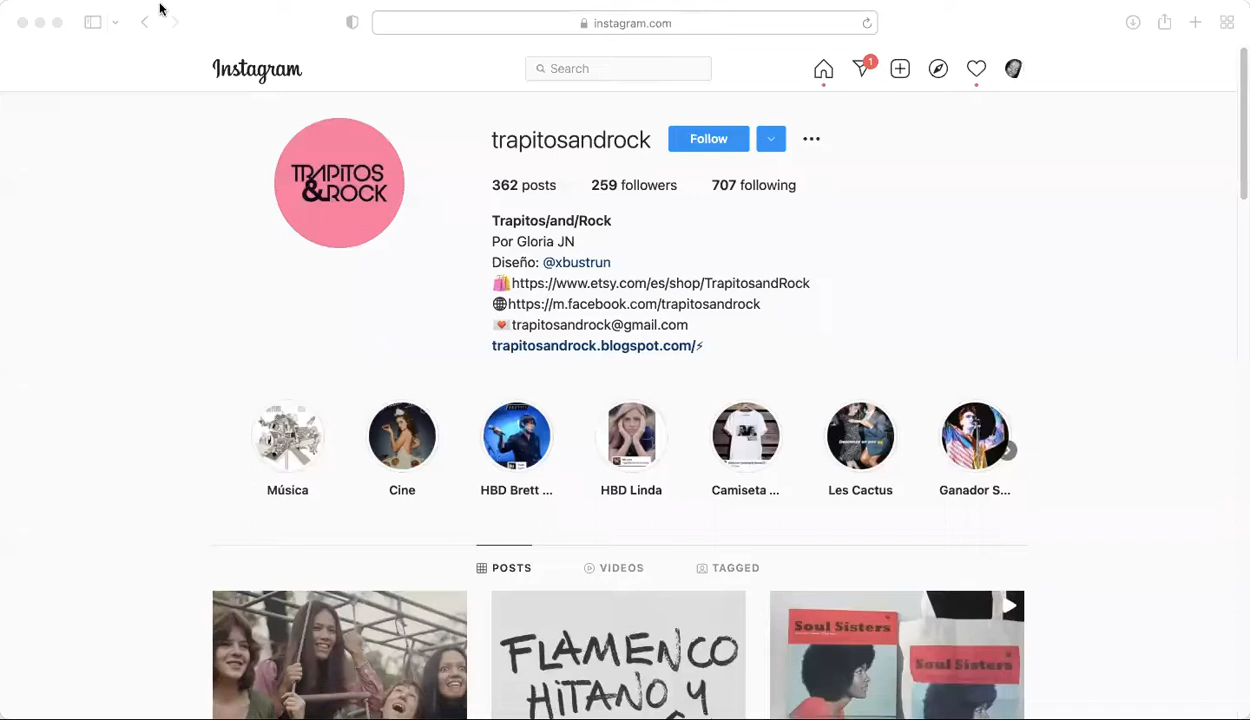 instagram.com
Instagram
Search
1
TRAPITOS
&ROCK
trapitosandrock
Follow
362 posts
259 followers
707 following
Trapitos/and/Rock
Por Gloria JN
Diseño: @xbustrun
🛍️https://www.etsy.com/es/shop/TrapitosandRock
🌐https://m.facebook.com/trapitosandrock
💌trapitosandrock@gmail.com
trapitosandrock.blogspot.com/⚡
Música
Cine
HBD Brett ...
HBD Linda
Camiseta ...
Les Cactus
Ganador S...
POSTS
VIDEOS
TAGGED
FLAMENCO
HITANO Y
Soul Sisters
Soul Sisters